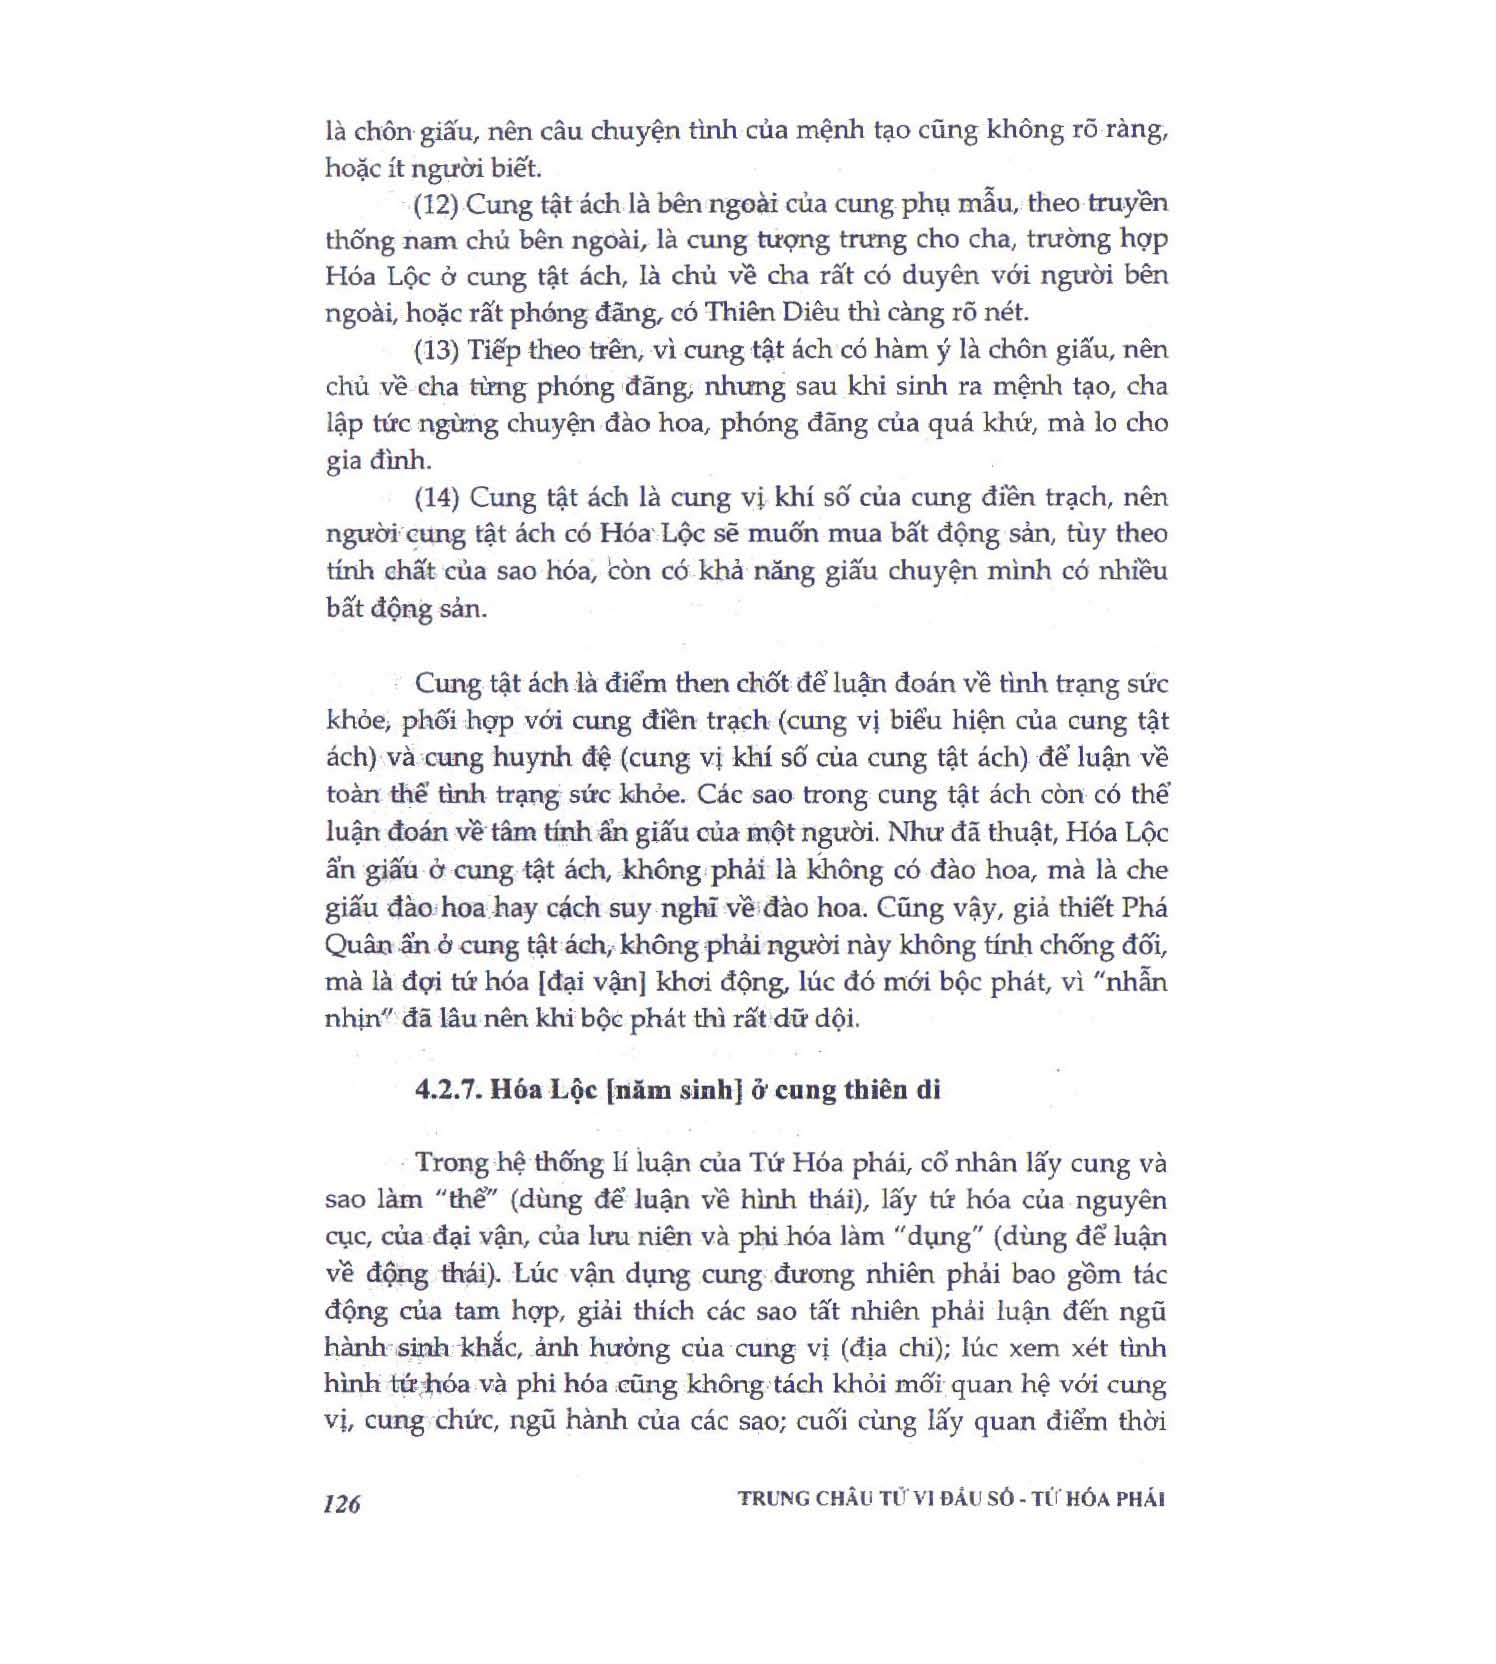 là chôn giấu, nên câu chuyện tình của mệnh tạo cũng không rõ ràng,
hoặc ít người biết.
(12) Cung tật ách là bên ngoài của cung phụ mẫu, theo truyền
thống nam chủ bên ngoài, là cung tượng trưng cho cha, trường hợp
Hóa Lộc ở cung tật ách, là chủ về cha rất có duyên với người bên
ngoài, hoặc rất phóng đãng, có Thiên Diêu thì càng rõ nét.
(13) Tiếp theo trên, vì cung tật ách có hàm ý là chôn giấu, nên
chủ về cha từng phóng đãng, nhưng sau khi sinh ra mệnh tạo, cha
lập tức ngừng chuyện đào hoa, phóng đãng của quá khứ, mà lo cho
gia đình.
(14) Cung tật ách là cung vị khí số của cung điền trạch, nên
người cung tật ách có Hóa Lộc sẽ muốn mua bất động sản, tùy theo
tính chất của sao hóa, còn có khả năng giấu chuyện mình có nhiều
bất động sản.
Cung tật ách là điểm then chốt để luận đoán về tình trạng sức
khỏe, phối hợp với cung điền trạch (cung vị biểu hiện của cung tật
ách) và cung huynh đệ (cung vị khí số của cung tật ách) để luận về
toàn thể tình trạng sức khỏe. Các sao trong cung tật ách còn có thể
luận đoán về tâm tính ẩn giấu của một người. Như đã thuật, Hóa Lộc
ẩn giấu ở cung tật ách, không phải là không có đào hoa, mà là che
giấu đào hoa hay cách suy nghĩ về đào hoa. Cũng vậy, giả thiết Phá
Quân ẩn ở cung tật ách, không phải người này không tính chống đối,
mà là đợi tứ hóa [đại vận] khơi động, lúc đó mới bộc phát, vì "nhẫn
nhịn" đã lâu nên khi bộc phát thì rất dữ dội.
4.2.7. Hóa Lộc [năm sinh] ở cung thiên di
Trong hệ thống lí luận của Tứ Hóa phái, cổ nhân lấy cung và
sao làm "thể" (dùng để luận về hình thái), lấy tứ hóa của nguyên
cục, của đại vận, của lưu niên và phi hóa làm "dụng" (dùng để luận
về động thái). Lúc vận dụng cung đương nhiên phải bao gồm tác
động của tam hợp, giải thích các sao tất nhiên phải luận đến ngũ
hành sinh khắc, ảnh hưởng của cung vị (địa chi); lúc xem xét tình
hình tứ hóa và phi hóa cũng không tách khỏi mối quan hệ với cung
vị, cung chức, ngũ hành của các sao; cuối cùng lấy quan điểm thời
126
TRUNG CHÂU TỬ VI ĐẨU SỐ - TỨ HÓA PHÁI